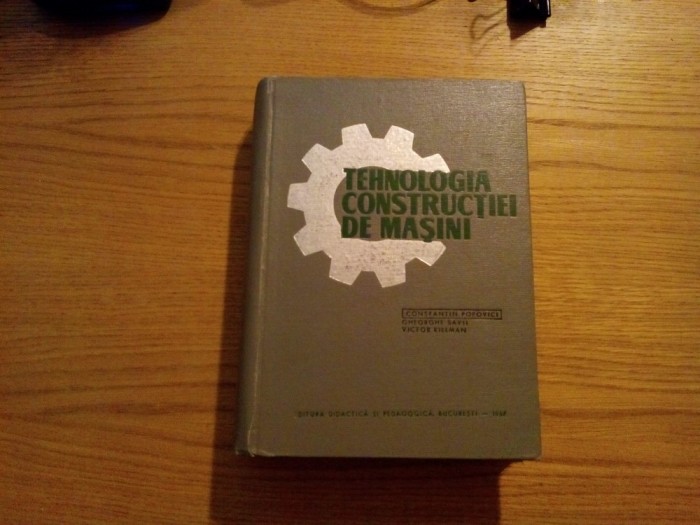 TEHNOLOGIA
CONSTRUCȚIEI
DE MAȘINI
CONSTANTIN POPOVICI
GHEORGHE SAVII
VICTOR KILLMAN
EDITURA DIDACTICĂ ȘI PEDAGOGICĂ, BUCUREȘTI —